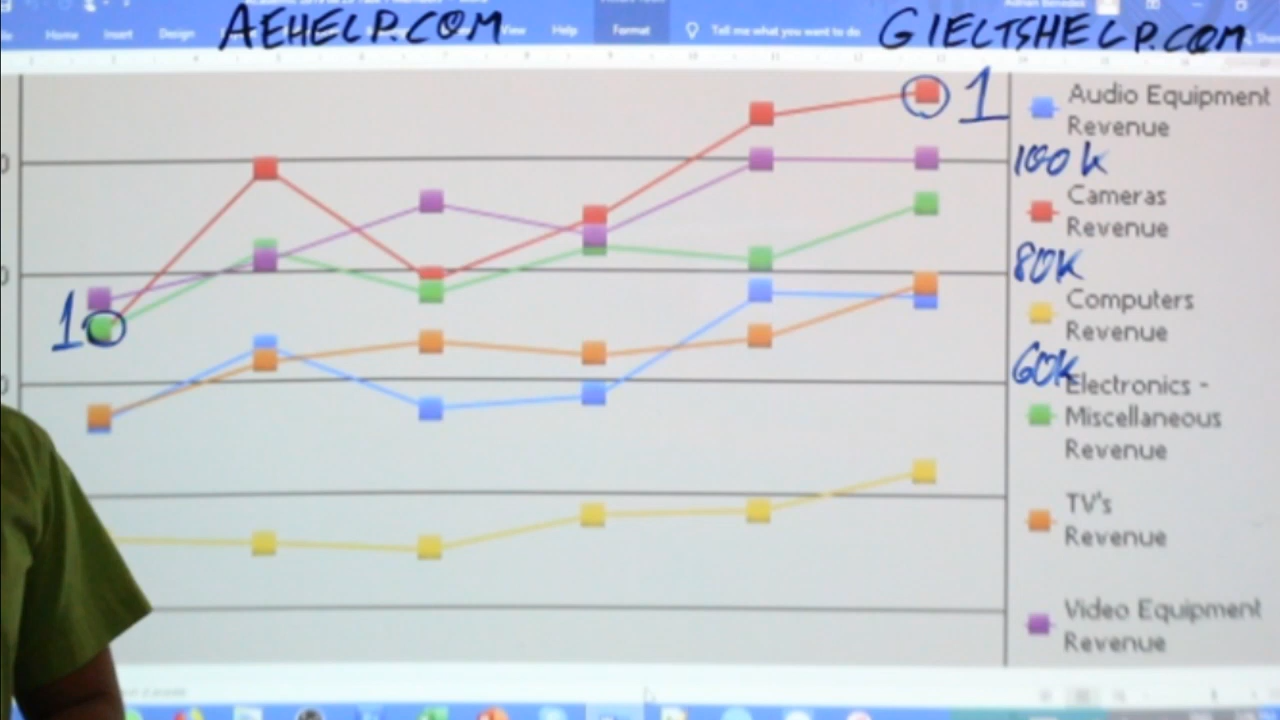 AEHELP.COM
GIELTSHELP.COM
Home Insert Design View Help Format Tell me what you want to do
1
1
Audio Equipment
Revenue
100k
Cameras
Revenue
80K
Computers
Revenue
60K
Electronics -
Miscellaneous
Revenue
TV's
Revenue
Video Equipment
Revenue